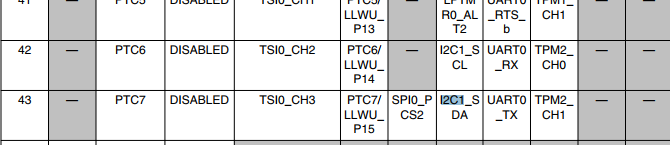 41 — PTC5 DISABLED TSI0_CH1 PTC5/ LLWU_ P13 — LPTM R0_AL T2 UART0 _RTS_ b TPM1_ CH1 — —
42 — PTC6 DISABLED TSI0_CH2 PTC6/ LLWU_ P14 — I2C1_S CL UART0 _RX TPM2_ CH0 — —
43 — PTC7 DISABLED TSI0_CH3 PTC7/ LLWU_ P15 SPI0_P CS2 I2C1_S DA UART0 _TX TPM2_ CH1 — —